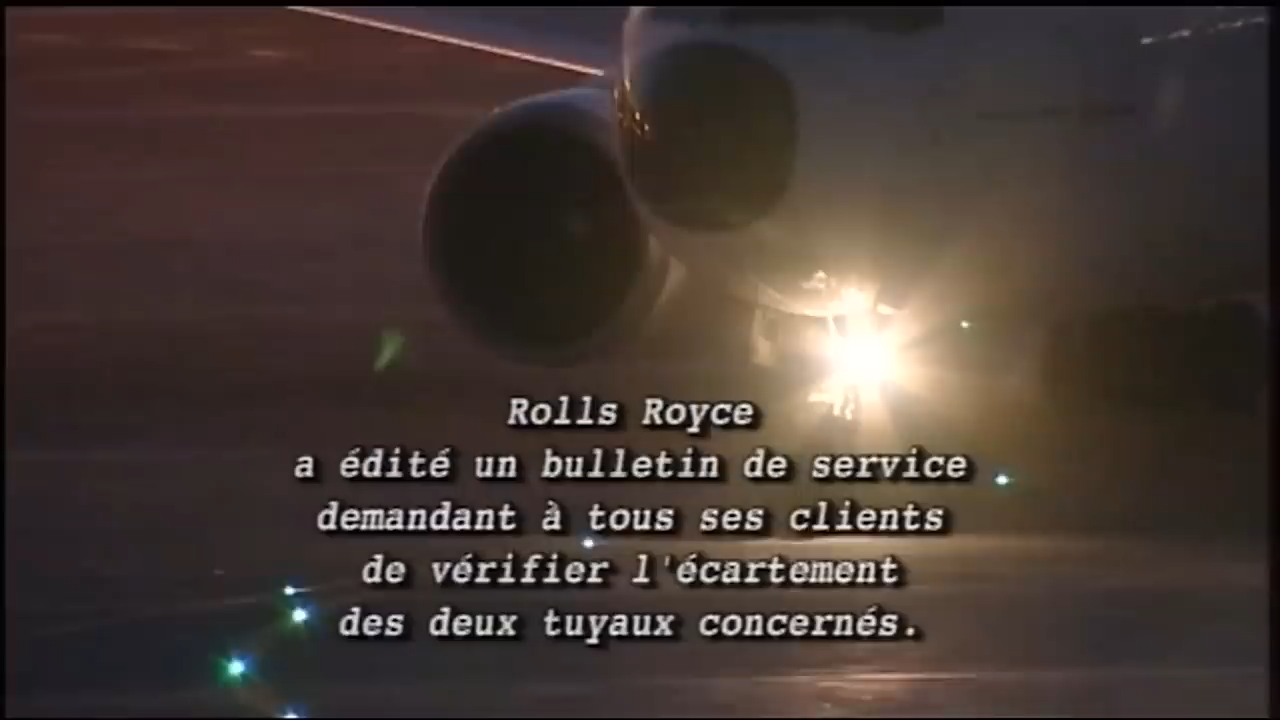 Rolls Royce
a édité un bulletin de service
demandant à tous ses clients
de vérifier l'écartement
des deux tuyaux concernés.